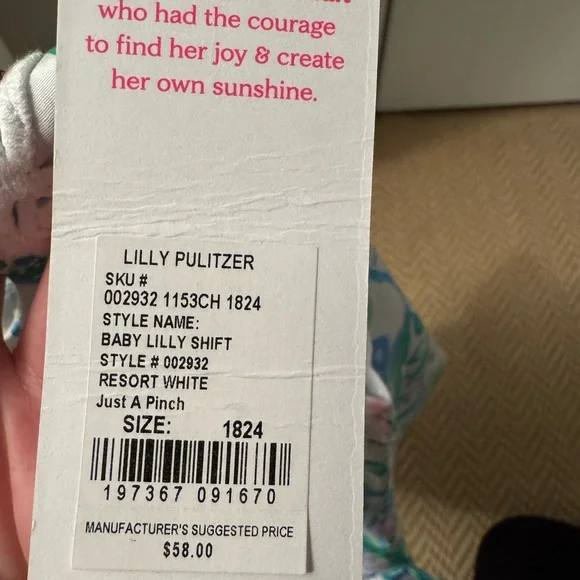 who had the courage
to find her joy & create
her own sunshine.
LILLY PULITZER
SKU #
002932 1153CH 1824
STYLE NAME:
BABY LILLY SHIFT
STYLE # 002932
RESORT WHITE
Just A Pinch
SIZE: 1824
197367 091670
MANUFACTURER'S SUGGESTED PRICE
$58.00